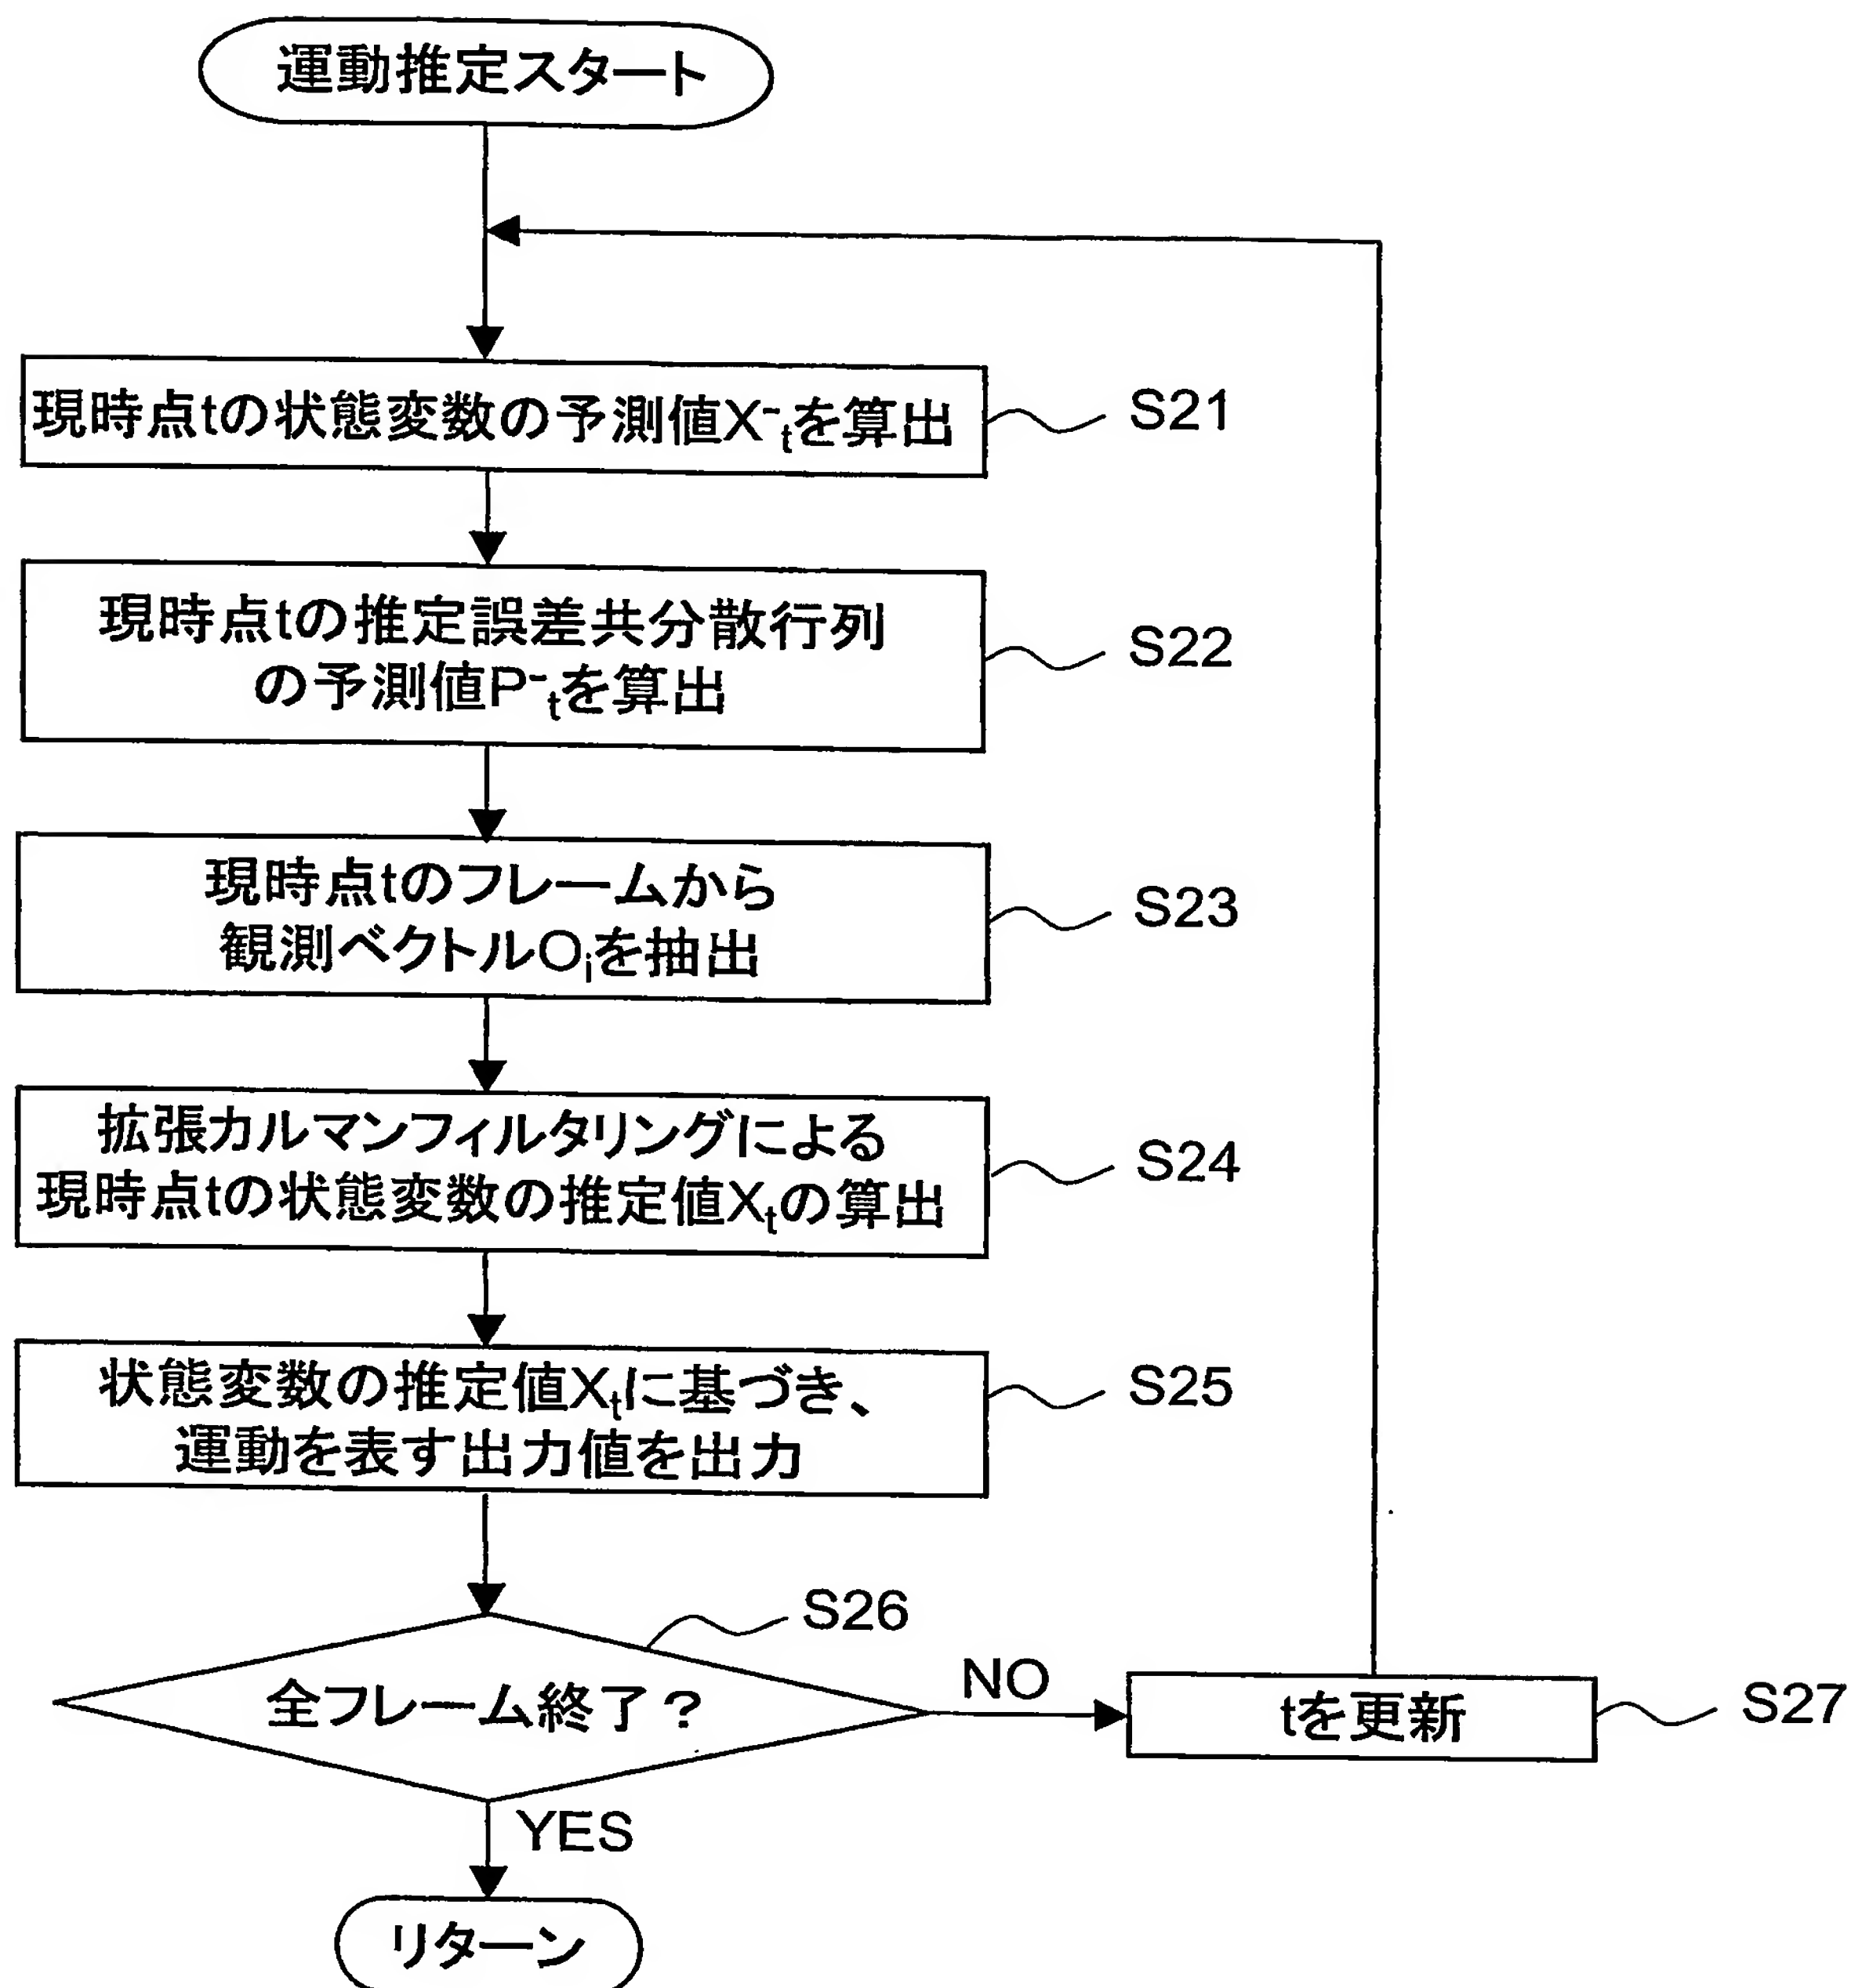 運動推定スタート
現時点tの状態変数の予測値X⁻ₜを算出
S21
現時点tの推定誤差共分散行列
の予測値P⁻ₜを算出
S22
現時点tのフレームから
観測ベクトルOᵢを抽出
S23
拡張カルマンフィルタリングによる
現時点tの状態変数の推定値Xₜの算出
S24
状態変数の推定値Xₜに基づき、
運動を表す出力値を出力
S25
S26
全フレーム終了?
NO
tを更新
S27
YES
リターン